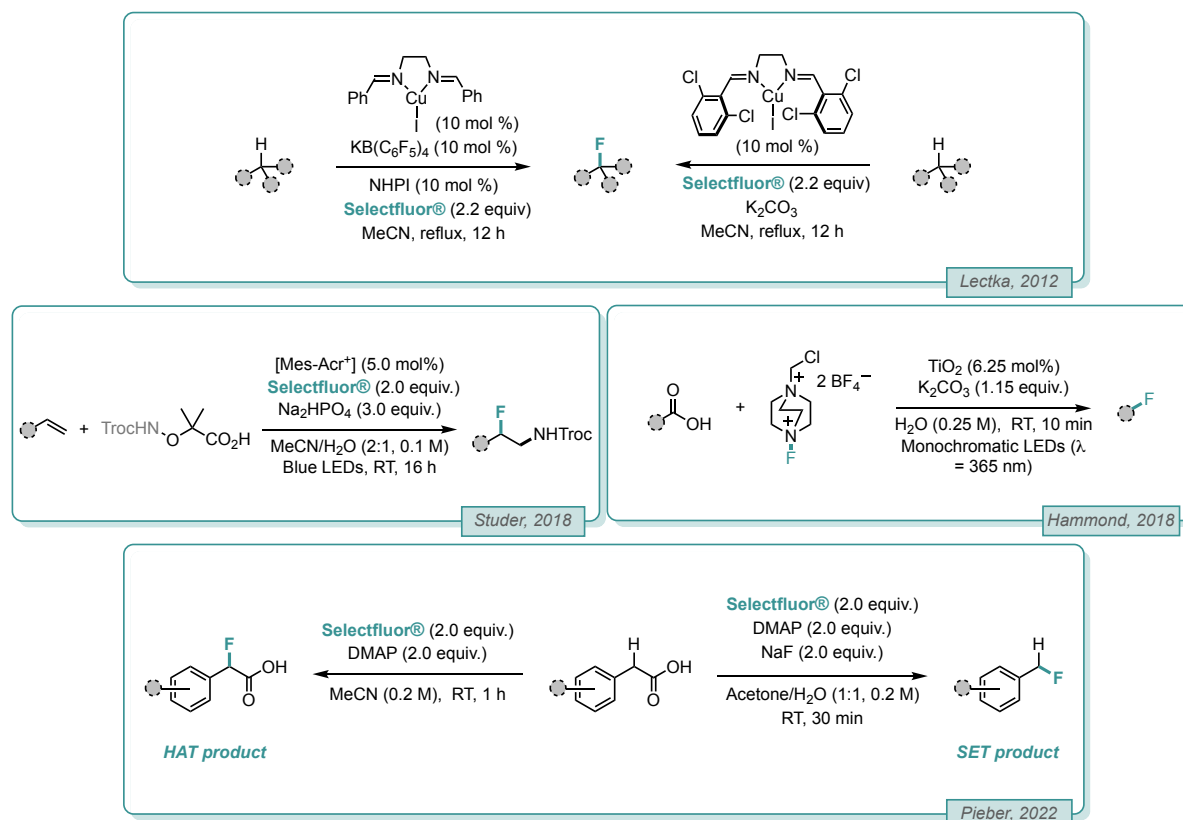 H
N
N
Ph
Cu
Ph
I
(10 mol %)
KB(C6F5)4 (10 mol %)
NHPI (10 mol %)
Selectfluor® (2.2 equiv)
MeCN, reflux, 12 h
F
Cl
N
N
Cl
Cu
Cl
I
Cl
(10 mol %)
Selectfluor® (2.2 equiv)
K2CO3
MeCN, reflux, 12 h
H
Lectka, 2012
+
TrocHN
O
CO2H
[Mes-Acr+] (5.0 mol%)
Selectfluor® (2.0 equiv.)
Na2HPO4 (3.0 equiv.)
MeCN/H2O (2:1, 0.1 M)
Blue LEDs, RT, 16 h
F
NHTroc
Studer, 2018
O
OH
+
Cl
N
+
2 BF4−
+
N
F
TiO2 (6.25 mol%)
K2CO3 (1.15 equiv.)
H2O (0.25 M), RT, 10 min
Monochromatic LEDs (λ
= 365 nm)
F
Hammond, 2018
F
OH
O
HAT product
Selectfluor® (2.0 equiv.)
DMAP (2.0 equiv.)
MeCN (0.2 M), RT, 1 h
H
OH
O
Selectfluor® (2.0 equiv.)
DMAP (2.0 equiv.)
NaF (2.0 equiv.)
Acetone/H2O (1:1, 0.2 M)
RT, 30 min
H
F
SET product
Pieber, 2022